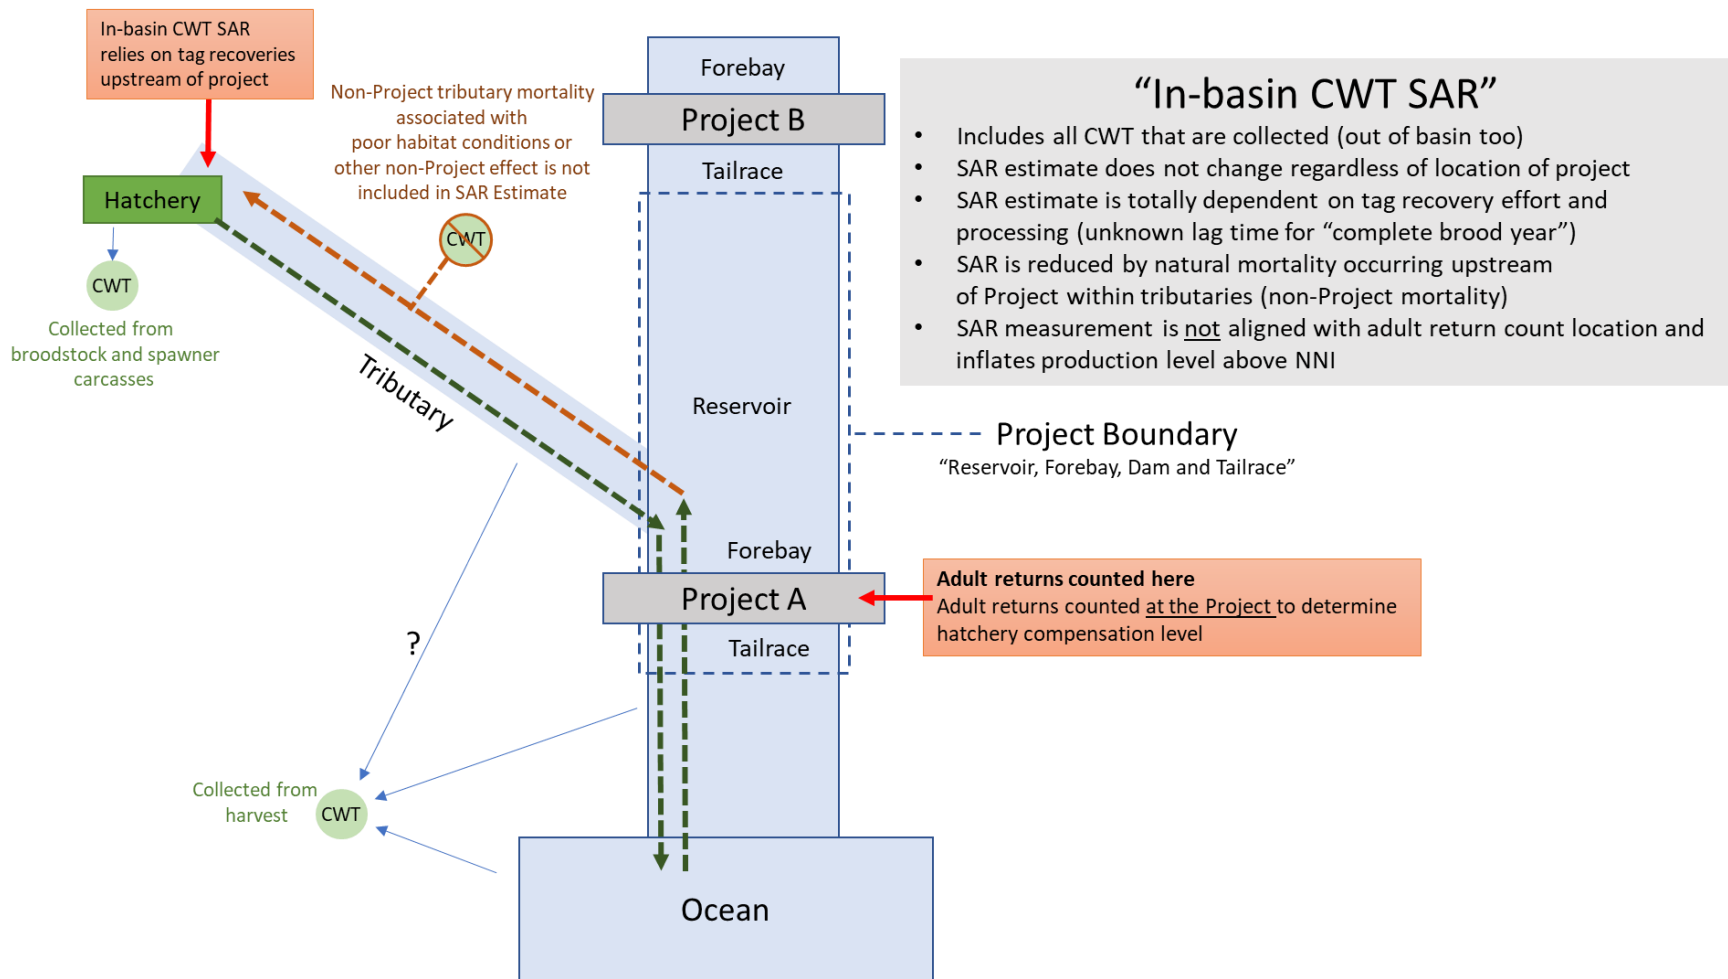 In-basin CWT SAR
relies on tag recoveries
upstream of project
Non-Project tributary mortality
associated with
poor habitat conditions or
other non-Project effect is not
included in SAR Estimate
Forebay
Project B
Tailrace
“In-basin CWT SAR”
• Includes all CWT that are collected (out of basin too)
• SAR estimate does not change regardless of location of project
• SAR estimate is totally dependent on tag recovery effort and
processing (unknown lag time for “complete brood year”)
• SAR is reduced by natural mortality occurring upstream
of Project within tributaries (non-Project mortality)
• SAR measurement is not aligned with adult return count location and
inflates production level above NNI
Hatchery
CWT
CWT
Collected from
broodstock and spawner
carcasses
Tributary
Reservoir
Project Boundary
“Reservoir, Forebay, Dam and Tailrace”
Forebay
Project A
Tailrace
Adult returns counted here
Adult returns counted at the Project to determine
hatchery compensation level
?
Collected from
harvest
CWT
Ocean